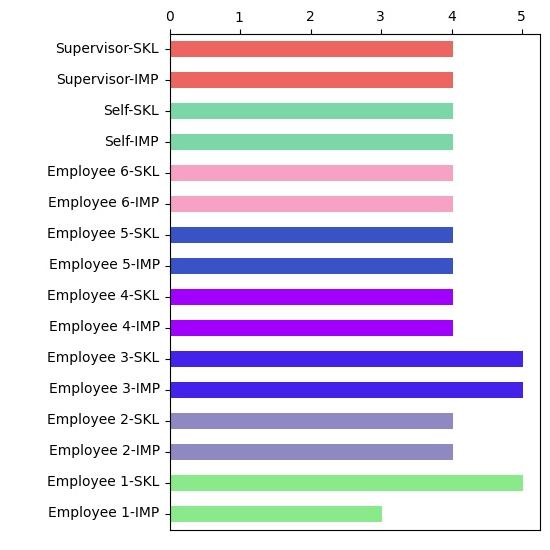 0 1 2 3 4 5
Supervisor-SKL
Supervisor-IMP
Self-SKL
Self-IMP
Employee 6-SKL
Employee 6-IMP
Employee 5-SKL
Employee 5-IMP
Employee 4-SKL
Employee 4-IMP
Employee 3-SKL
Employee 3-IMP
Employee 2-SKL
Employee 2-IMP
Employee 1-SKL
Employee 1-IMP